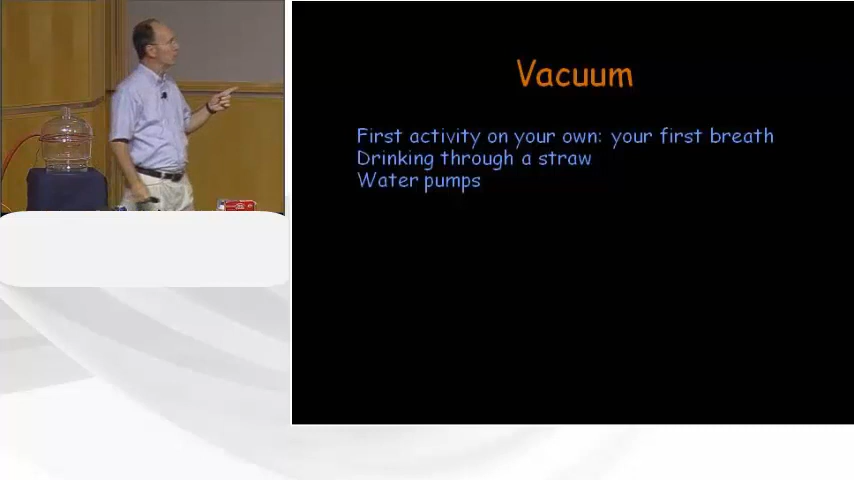 Vacuum
First activity on your own: your first breath
Drinking through a straw
Water pumps